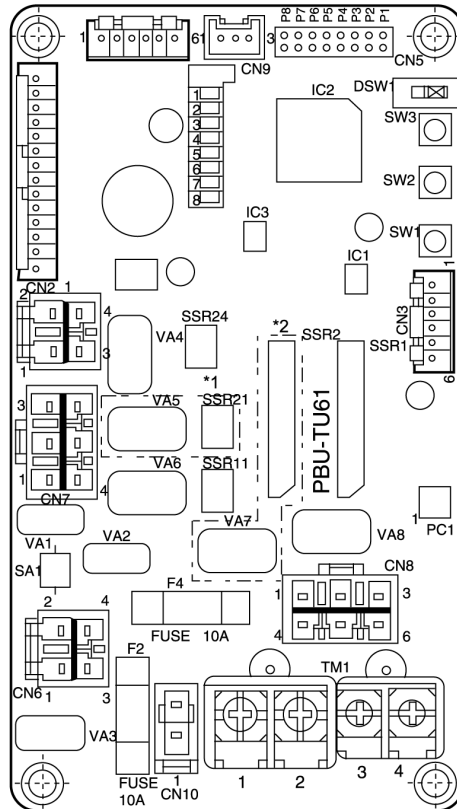 P8 P7 P6 P5 P4 P3 P2 P1
1 6 1 3
CN9
CN5
DSW1
IC2
SW3
1
2
3
4
5
6
7
8
SW2
IC3
SW1
IC1
1
CN3
6
CN2
2 1
4
1 3
VA4
SSR24
*2
SSR2
SSR1
*1
VA5
SSR21
PBU-TU61
3
1 4
CN7
VA6
SSR11
VA1
VA2
VA7
VA8
1 PC1
SA1
F4
FUSE 10A
CN8
1 3
4 6
2 4
CN6
1 3
F2
TM1
VA3
FUSE
10A
1
CN10
1 2 3 4